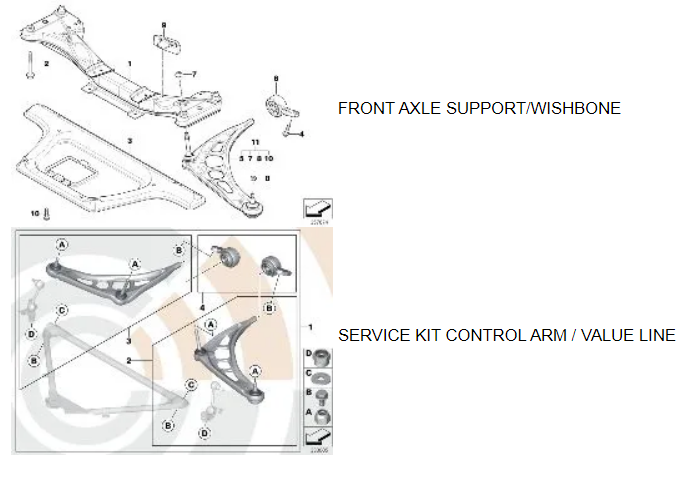 9
2
1
7
6
FRONT AXLE SUPPORT/WISHBONE
4
3
11
5 7 8 10
8
10
A
B
A
C
B
4
D
A
1
3
SERVICE KIT CONTROL ARM / VALUE LINE
B
2
D
A
C
C
B
B
D
A